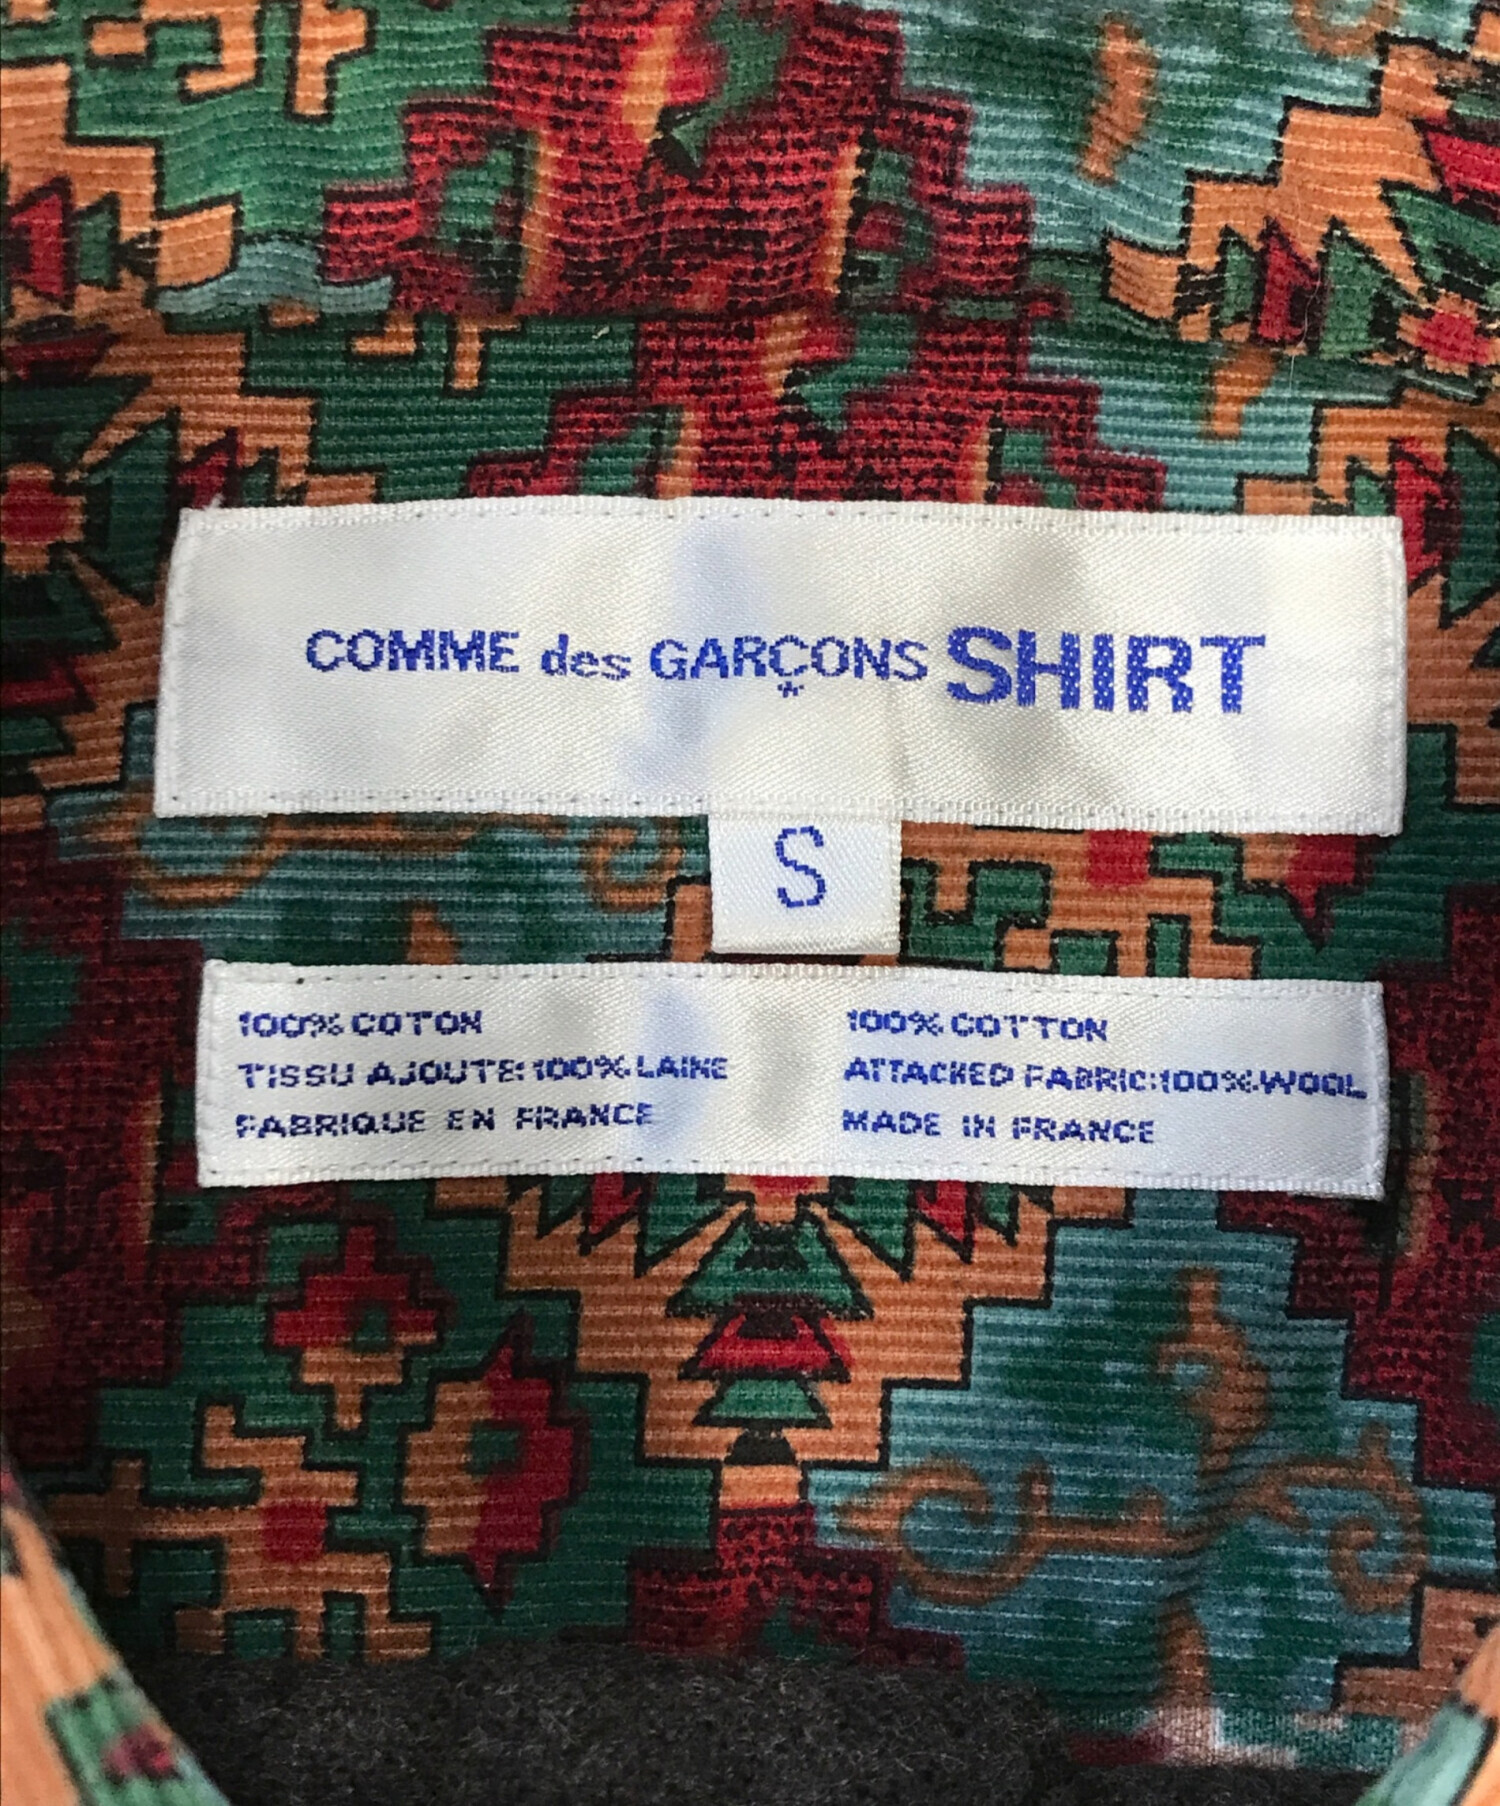 COMME des GARÇONS SHIRT
*
S
100% COTON
TISSU AJOUTE:100% LAINE
FABRIQUE EN FRANCE
100% COTTON
ATTACHED FABRIC:100% WOOL
MADE IN FRANCE